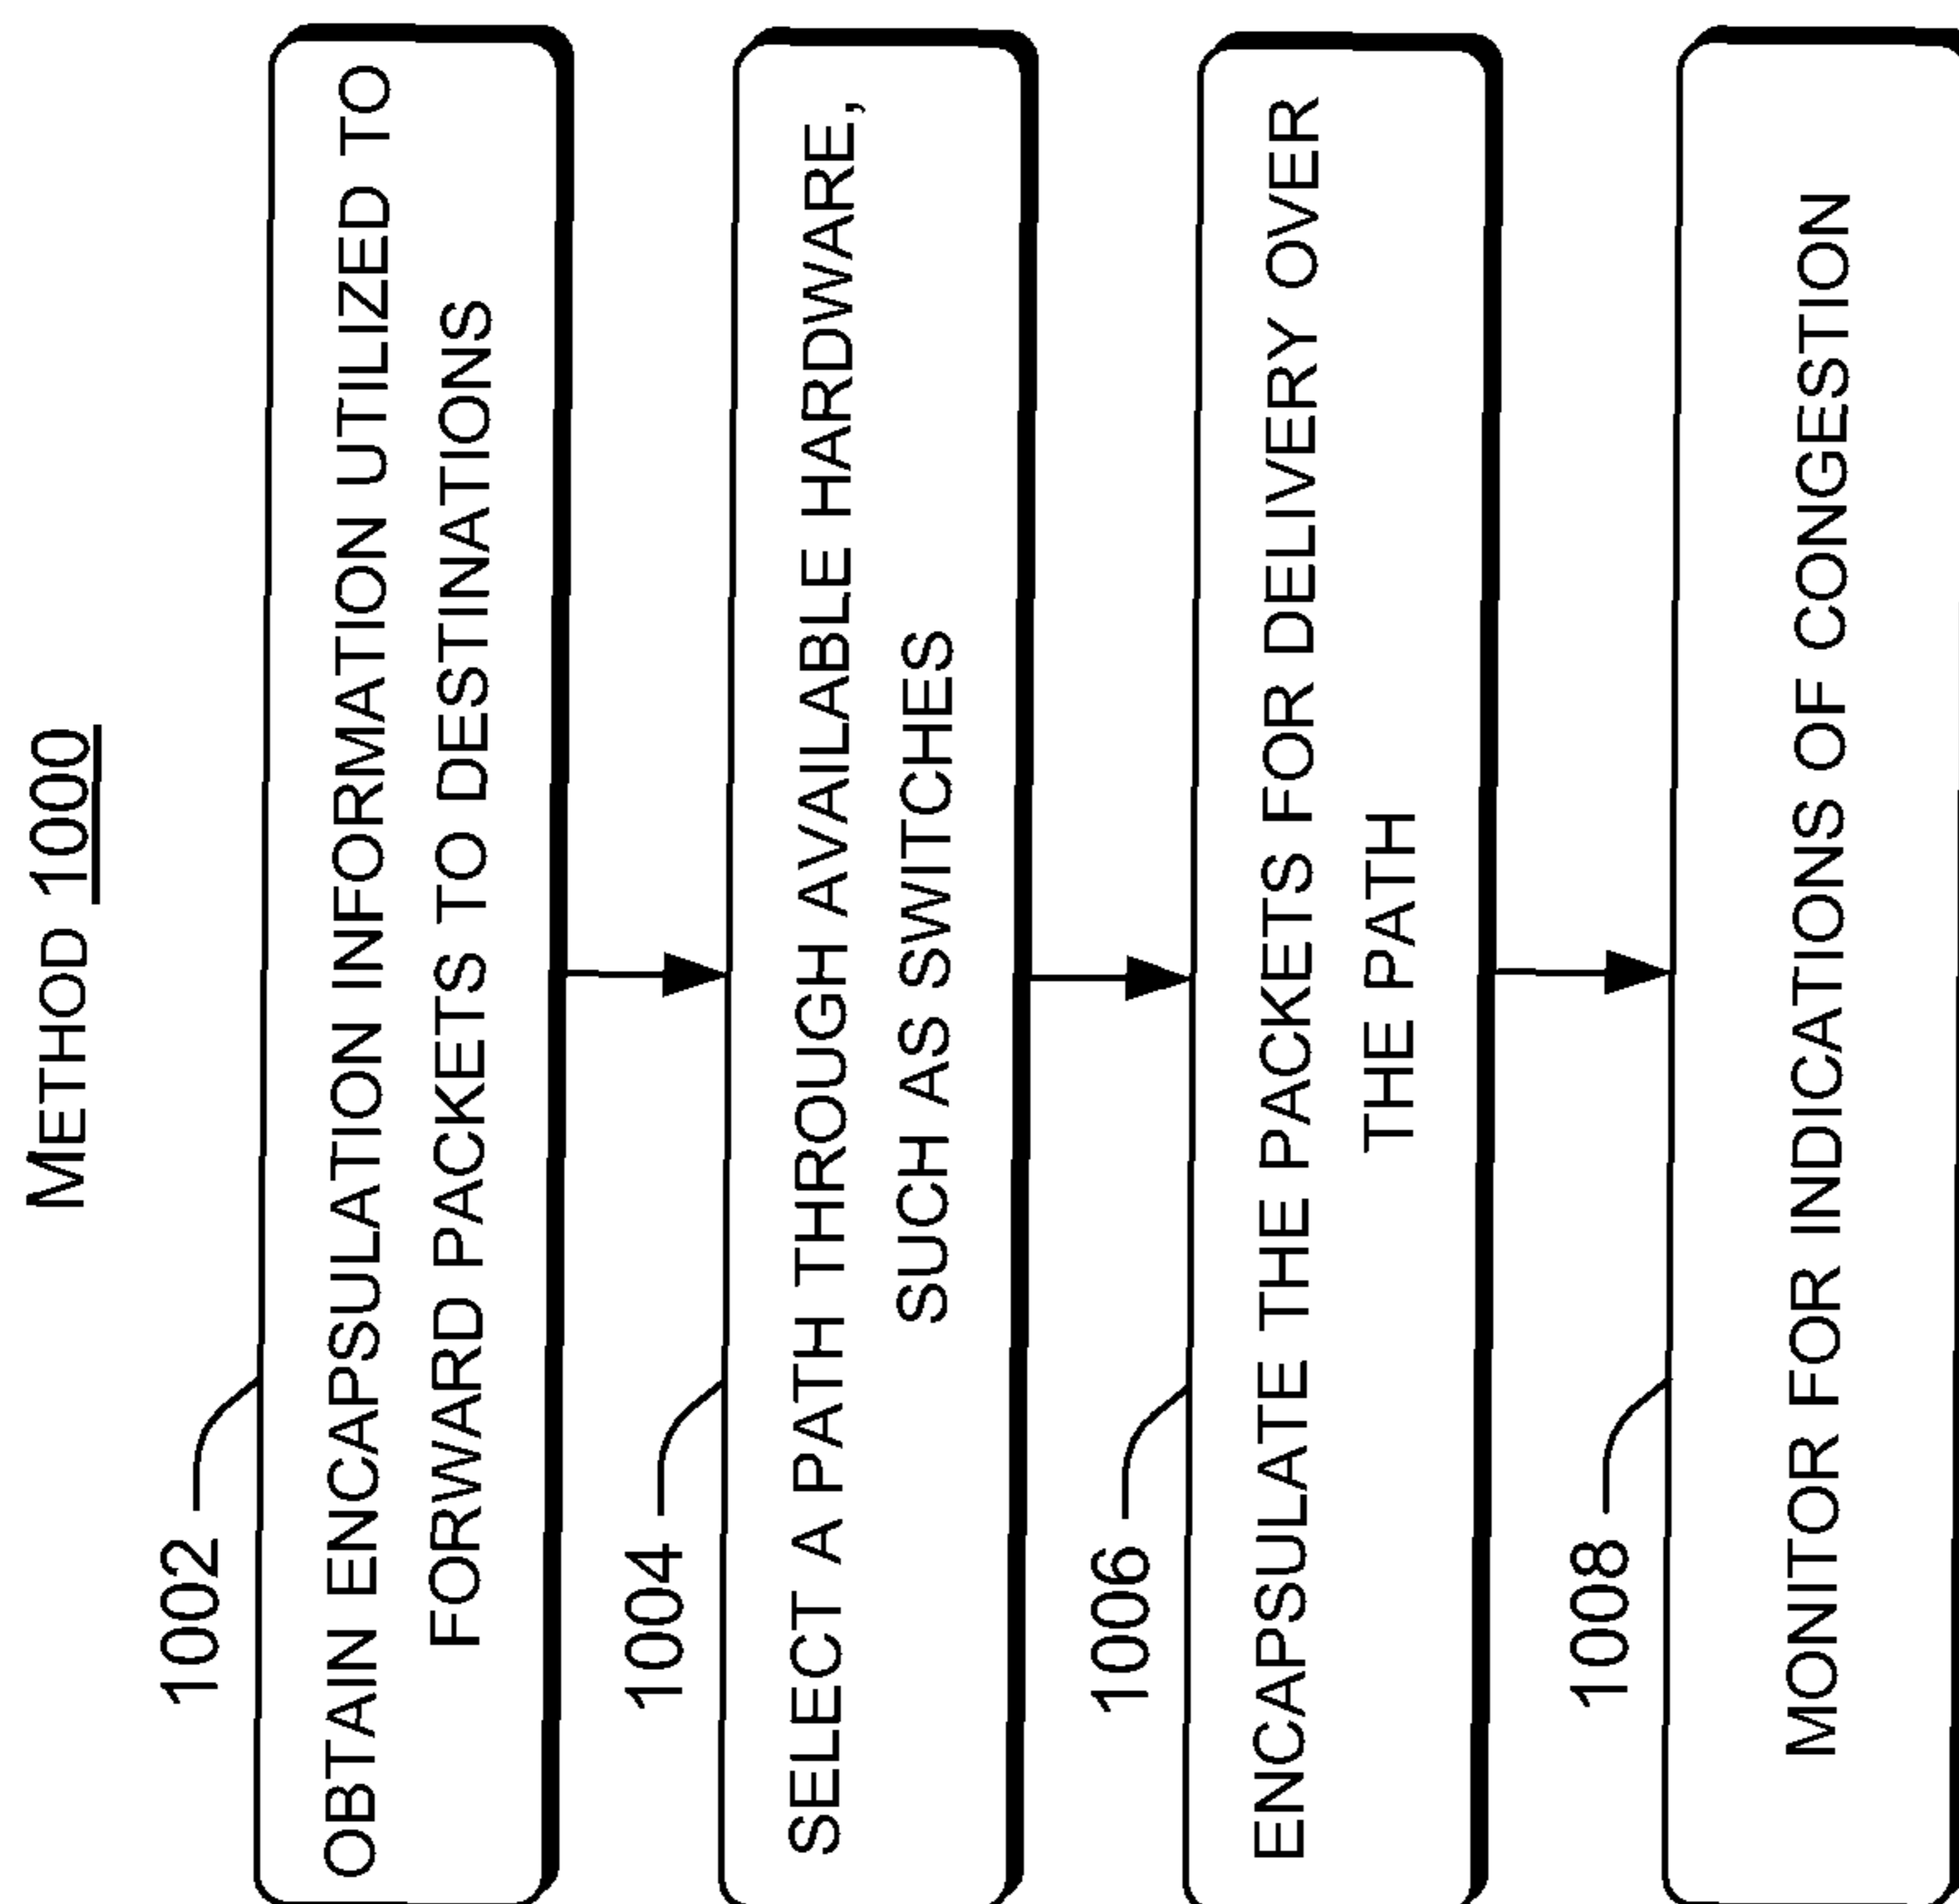 METHOD 1000
1002
OBTAIN ENCAPSULATION INFORMATION UTILIZED TO
FORWARD PACKETS TO DESTINATIONS
1004
SELECT A PATH THROUGH AVAILABLE HARDWARE,
SUCH AS SWITCHES
1006
ENCAPSULATE THE PACKETS FOR DELIVERY OVER
THE PATH
1008
MONITOR FOR INDICATIONS OF CONGESTION